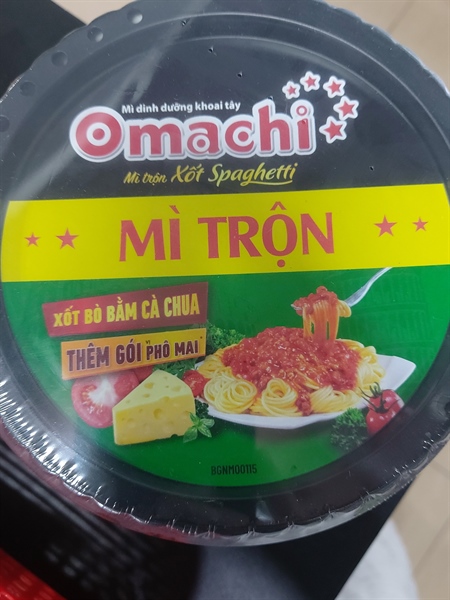 Mì dinh dưỡng khoai tây
Omachi
Mì trộn Xốt Spaghetti
MÌ TRỘN
XỐT BÒ BẰM CÀ CHUA
THÊM GÓI PHÔ MAI*
BGNM00115